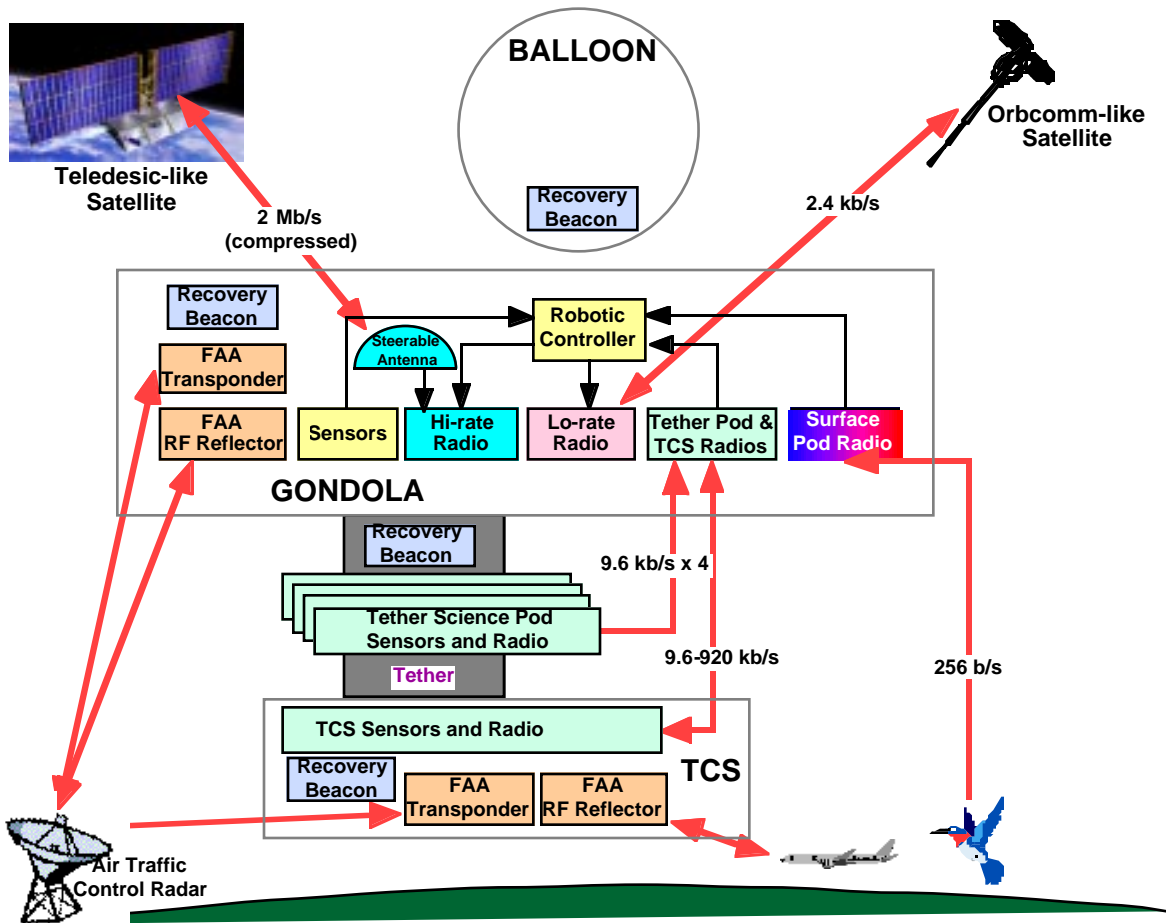 BALLOON
Orbcomm-like
Satellite
Teledesic-like
Satellite
Recovery
Beacon
2.4 kb/s
2 Mb/s
(compressed)
Recovery
Beacon
Robotic
Controller
Steerable
Antenna
FAA
Transponder
FAA
RF Reflector
Sensors
Hi-rate
Radio
Lo-rate
Radio
Tether Pod &
TCS Radios
Surface
Pod Radio
GONDOLA
Recovery
Beacon
9.6 kb/s x 4
Tether Science Pod
Sensors and Radio
9.6-920 kb/s
256 b/s
Tether
TCS Sensors and Radio
TCS
Recovery
Beacon
FAA
Transponder
FAA
RF Reflector
Air Traffic
Control Radar